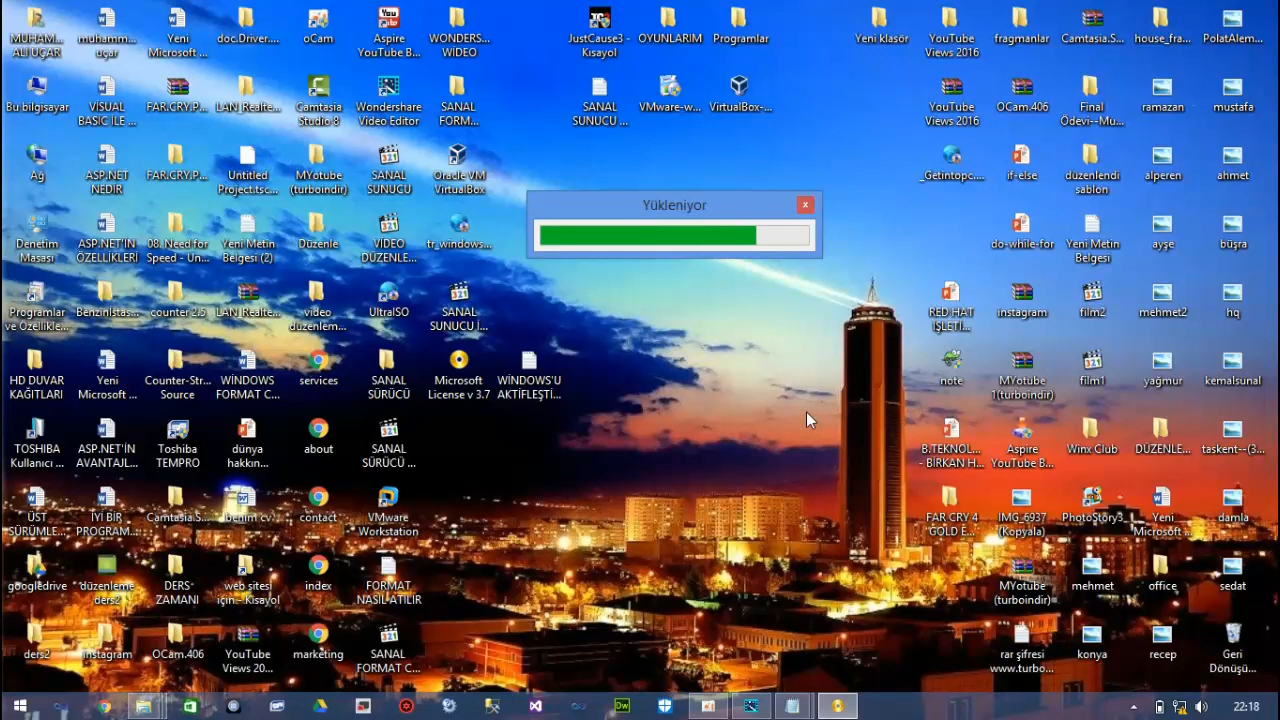 MUHAM...
ALİ UÇAR
muhamm...
uçar
Yeni
Microsoft ...
doc.Driver....
oCam
Aspire
YouTube B...
WONDERS...
WİDEO
JustCause3 -
Kısayol
OYUNLARIM
Programlar
Yeni klasör
YouTube
Views 2016
fragmanlar
Camtasia.S...
house_fra...
PolatAlem...
Bu bilgisayar
VİSUAL
BASIC İLE ...
FAR.CRY.P...
LAN_Realte...
Camtasia
Studio 8
Wondershare
Video Editor
SANAL
FORM...
SANAL
SUNUCU ...
VMware-w...
VirtualBox-...
YouTube
Views 2016
OCam.406
Final
Ödevi--Mu...
ramazan
mustafa
Ağ
ASP.NET
NEDİR
FAR.CRY.P...
Untitled
Project.tsc...
MYotube
(turboindir)
SANAL
SUNUCU
Oracle VM
VirtualBox
_Getintopc....
if-else
düzenlendi
sablon
alperen
ahmet
Yükleniyor
Denetim
Masası
ASP.NET'İN
ÖZELLİKLERİ
08. Need for
Speed - Un...
Yeni Metin
Belgesi (2)
Düzenle
VİDEO
DÜZENLE...
tr_windows...
do-while-for
Yeni Metin
Belgesi
ayşe
büşra
Programlar
ve Özellikle...
Benzinİstas...
counter 2.5
LAN_Realte...
video
düzenlem...
UltraISO
SANAL
SUNUCU İ...
RED HAT
İŞLETİ...
instagram
film2
mehmet2
hq
HD DUVAR
KAĞITLARI
Yeni
Microsoft ...
Counter-Str...
Source
WİNDOWS
FORMAT C...
services
SANAL
SÜRÜCÜ
Microsoft
License v 3.7
WİNDOWS'U
AKTİFLEŞTİ...
note
MYotube
1(turboindir)
film1
yağmur
kemalsunal
TOSHIBA
Kullanıcı ...
ASP.NET'İN
AVANTAJL...
Toshiba
TEMPRO
dünya
hakkın...
about
SANAL
SÜRÜCÜ ...
B.TEKNOL...
- BİRKAN H...
Aspire
YouTube B...
Winx Club
DÜZENLE...
taskent--(3...
ÜST
SÜRÜMLE...
İYİ BİR
PROGRAM...
Camtasia.S...
benim cv
contact
VMware
Workstation
FAR CRY 4
GOLD E...
IMG_6937
(Kopyala)
PhotoStory3
Yeni
Microsoft ...
damla
googledrive
düzenleme
ders2
DERS
ZAMANI
web sitesi
için - Kısayol
index
FORMAT
NASIL ATILIR
MYotube
(turboindir)
mehmet
office
sedat
ders2
instagram
OCam.406
YouTube
Views 20...
marketing
SANAL
FORMAT C...
rar şifresi
www.turbo...
konya
recep
Geri
Dönüşü...
22:18